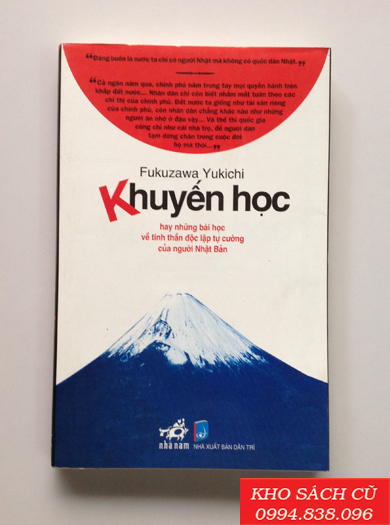 "Đáng buồn là nước ta chỉ có người Nhật mà không có quốc dân Nhật."
"Cả ngàn năm qua, chính phủ nắm trong tay mọi quyền hành trên
khắp đất nước... Nhân dân chỉ còn biết nhắm mắt tuân theo các
chỉ thị của chính phủ. Đất nước ta giống như tài sản riêng
của chính phủ, còn nhân dân chẳng khác nào như những
người ăn nhờ ở đậu vậy... Và thế thì quốc gia
cũng chỉ như cái nhà trọ, để người dân
tạm dừng chân trong cuộc đời
họ mà thôi..."
Fukuzawa Yukichi
Khuyến học
hay những bài học
về tinh thần độc lập tự cường
của người Nhật Bản
nhã nam
NHÀ XUẤT BẢN DÂN TRÍ
KHO SÁCH CŨ
0994.838.096